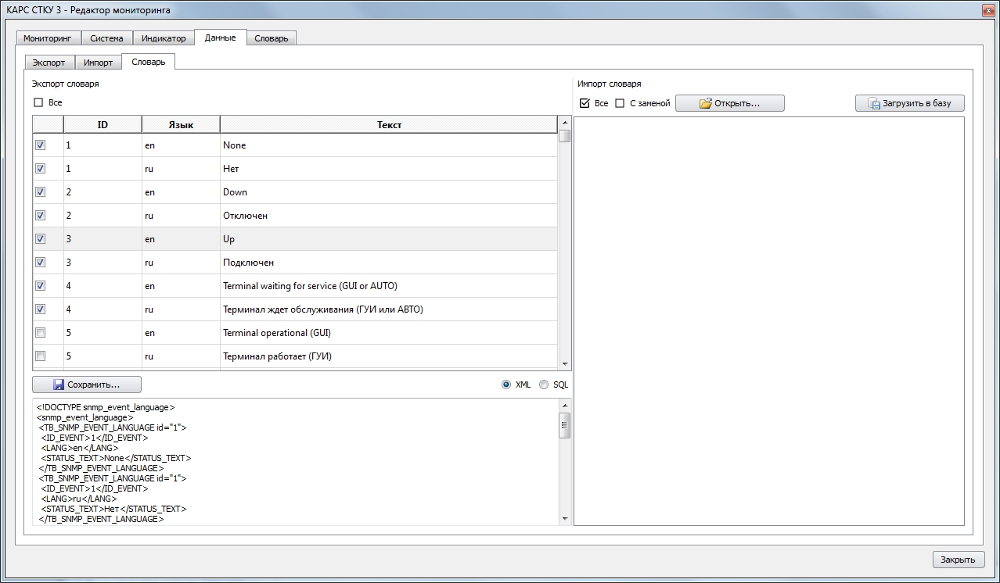 КАРС СТКУ 3 - Редактор мониторинга
Мониторинг Система Индикатор Данные Словарь
Экспорт Импорт Словарь
Экспорт словаря
Все
ID Язык Текст
1 en None
1 ru Нет
2 en Down
2 ru Отключен
3 en Up
3 ru Подключен
4 en Terminal waiting for service (GUI or AUTO)
4 ru Терминал ждет обслуживания (ГУИ или АВТО)
5 en Terminal operational (GUI)
5 ru Терминал работает (ГУИ)
Сохранить... XML SQL
<!DOCTYPE snmp_event_language>
<snmp_event_language>
<TB_SNMP_EVENT_LANGUAGE id="1">
<ID_EVENT>1</ID_EVENT>
<LANG>en</LANG>
<STATUS_TEXT>None</STATUS_TEXT>
</TB_SNMP_EVENT_LANGUAGE>
<TB_SNMP_EVENT_LANGUAGE id="1">
<ID_EVENT>1</ID_EVENT>
<LANG>ru</LANG>
<STATUS_TEXT>Нет</STATUS_TEXT>
</TB_SNMP_EVENT_LANGUAGE>
Импорт словаря
Все С заменой Открыть... Загрузить в базу
Закрыть